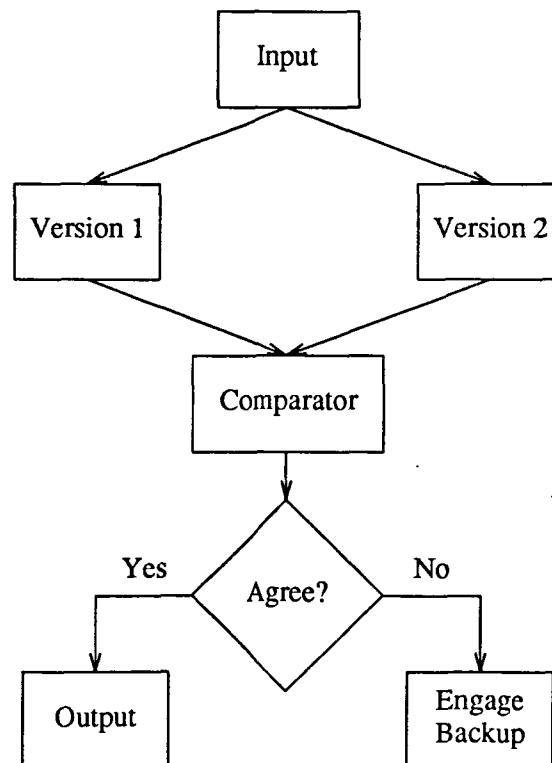 Input
Version 1
Version 2
Comparator
Yes
No
Agree?
Output
Engage
Backup